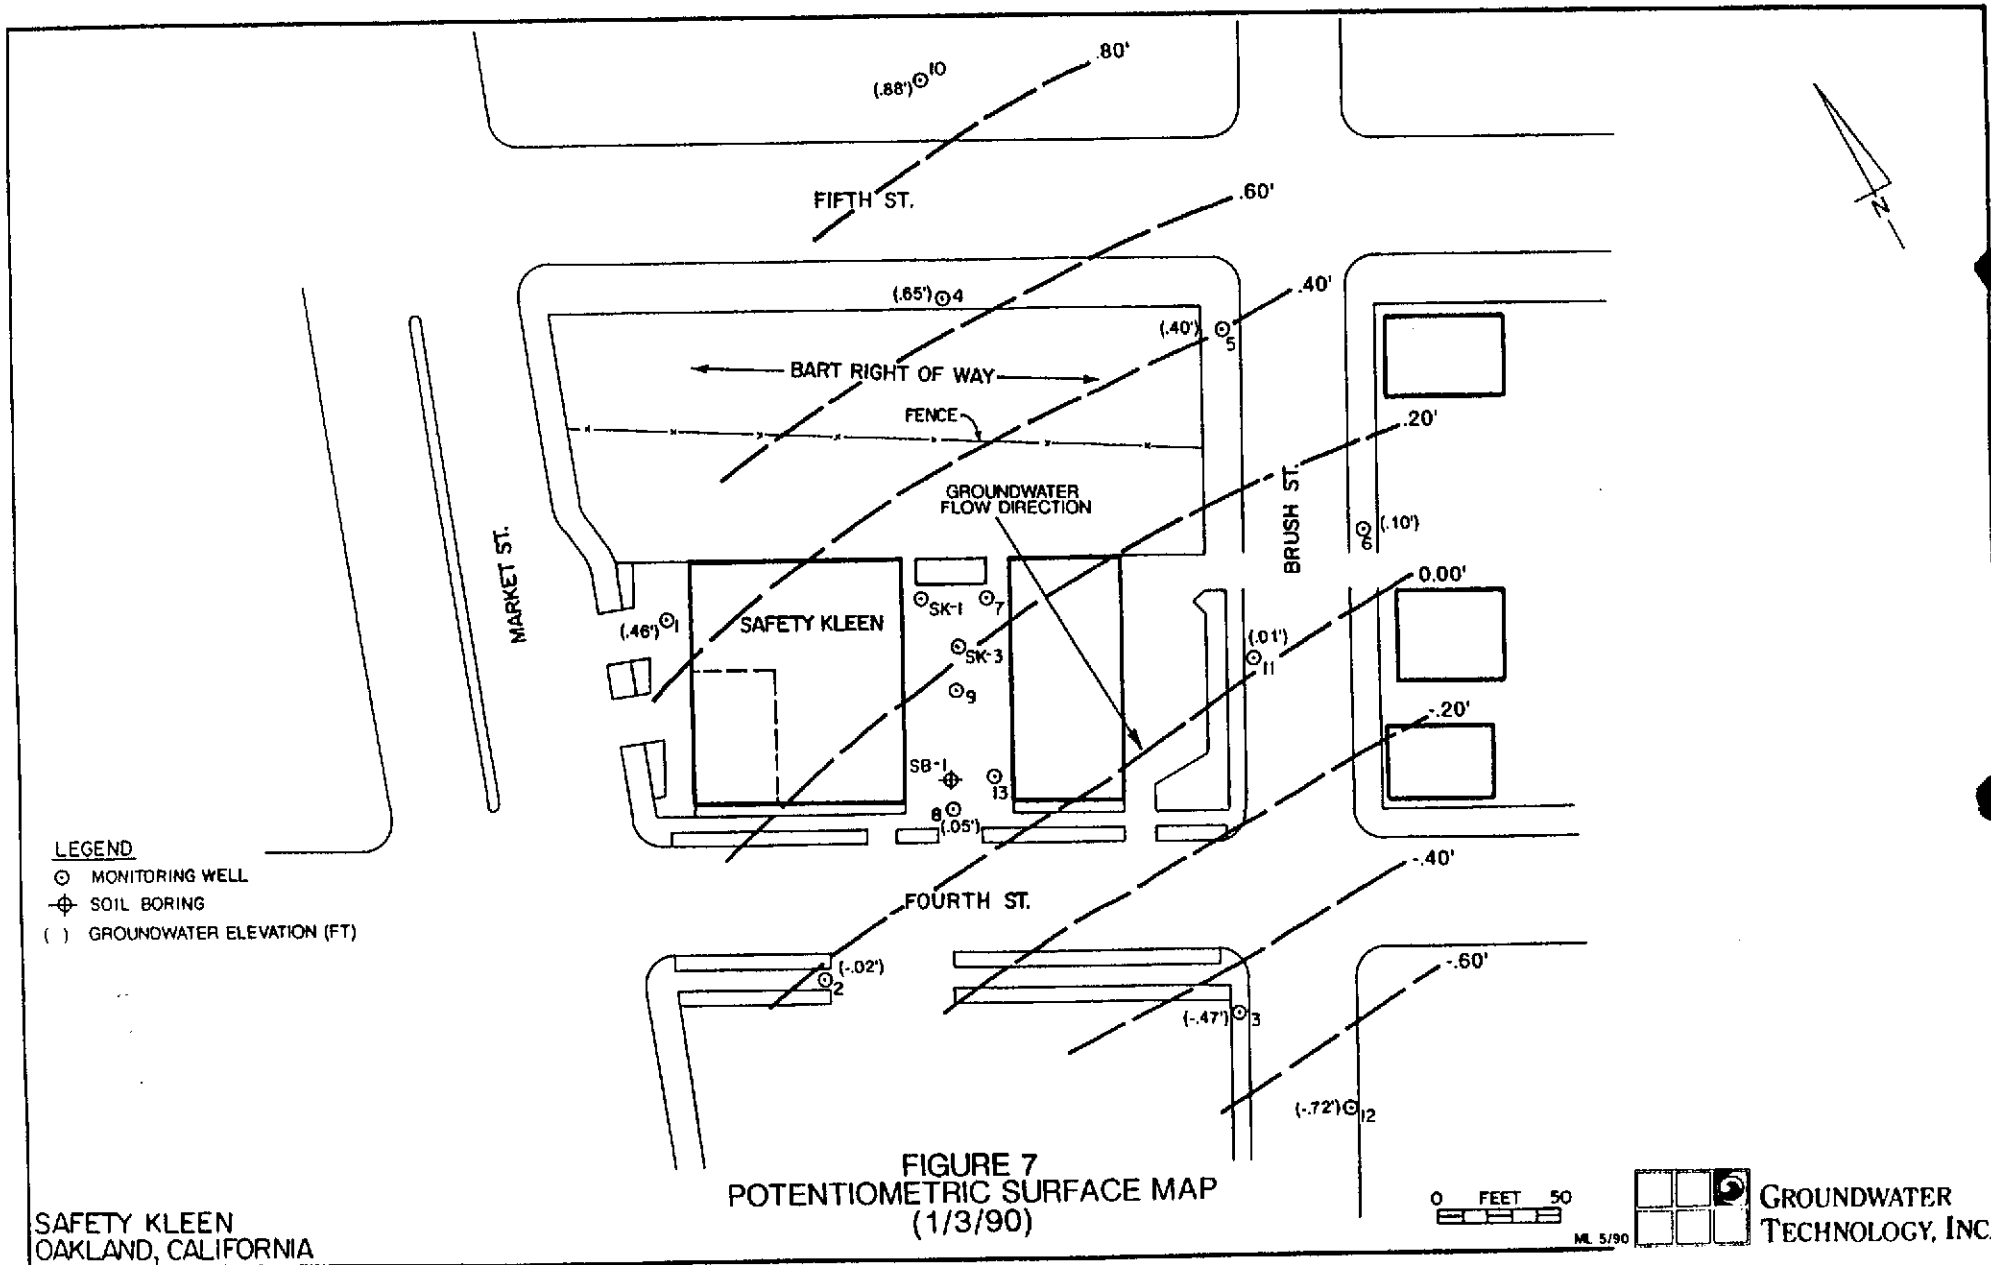 .80'
(.88') 10
N
FIFTH ST.
.60'
(.65') 4
.40'
(.40') 5
BART RIGHT OF WAY
FENCE
.20'
GROUNDWATER
FLOW DIRECTION
BRUSH ST.
(.10')
6
MARKET ST.
0.00'
SK-1
7
(.46') 1
SAFETY KLEEN
SK-3
(.01')
11
9
-.20'
SB-1
13
8
(.05')
LEGEND
MONITORING WELL
SOIL BORING
( ) GROUNDWATER ELEVATION (FT)
-.40'
FOURTH ST.
(-.02')
2
-.60'
(-.47') 3
(-.72') 12
FIGURE 7
POTENTIOMETRIC SURFACE MAP
(1/3/90)
0 FEET 50
ML 5/90
GROUNDWATER
TECHNOLOGY, INC.
SAFETY KLEEN
OAKLAND, CALIFORNIA